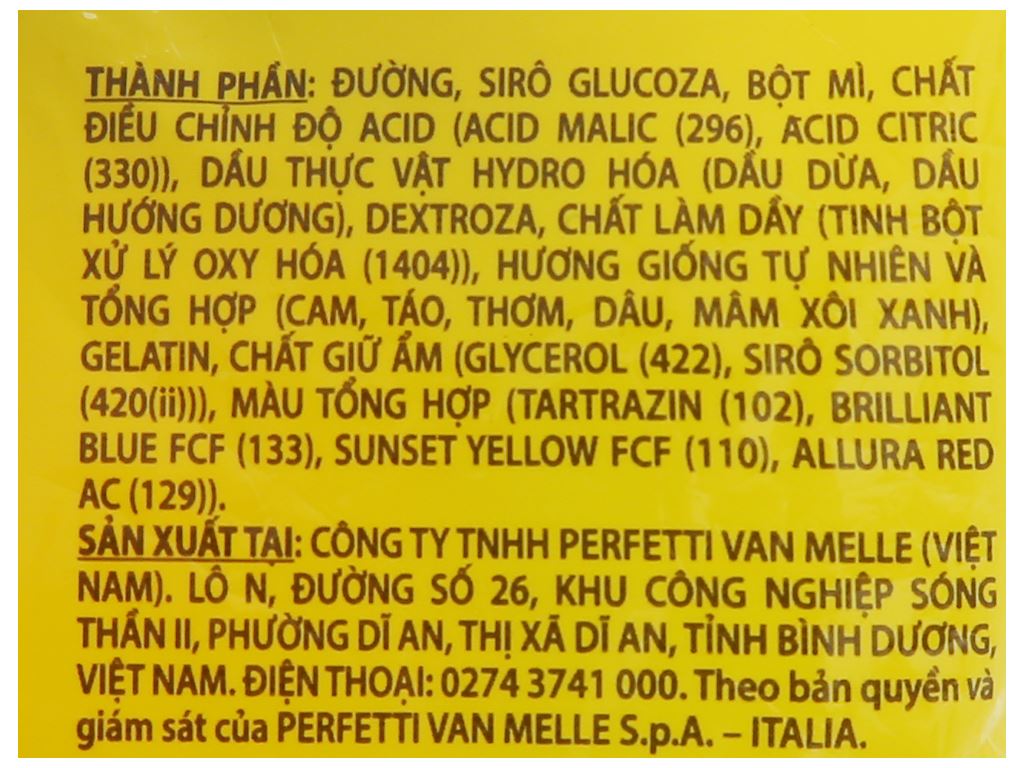 THÀNH PHẦN: ĐƯỜNG, SIRÔ GLUCOZA, BỘT MÌ, CHẤT
ĐIỀU CHỈNH ĐỘ ACID (ACID MALIC (296), ACID CITRIC
(330)), DẦU THỰC VẬT HYDRO HÓA (DẦU DỪA, DẦU
HƯỚNG DƯƠNG), DEXTROZA, CHẤT LÀM DẦY (TINH BỘT
XỬ LÝ OXY HÓA (1404)), HƯƠNG GIỐNG TỰ NHIÊN VÀ
TỔNG HỢP (CAM, TÁO, THƠM, DÂU, MÂM XÔI XANH),
GELATIN, CHẤT GIỮ ẨM (GLYCEROL (422), SIRÔ SORBITOL
(420(ii))), MÀU TỔNG HỢP (TARTRAZIN (102), BRILLIANT
BLUE FCF (133), SUNSET YELLOW FCF (110), ALLURA RED
AC (129)).
SẢN XUẤT TẠI: CÔNG TY TNHH PERFETTI VAN MELLE (VIỆT
NAM). LÔ N, ĐƯỜNG SỐ 26, KHU CÔNG NGHIỆP SÓNG
THẦN II, PHƯỜNG DĨ AN, THỊ XÃ DĨ AN, TỈNH BÌNH DƯƠNG,
VIỆT NAM. ĐIỆN THOẠI: 0274 3741 000. Theo bản quyền và
giám sát của PERFETTI VAN MELLE S.p.A. – ITALIA.